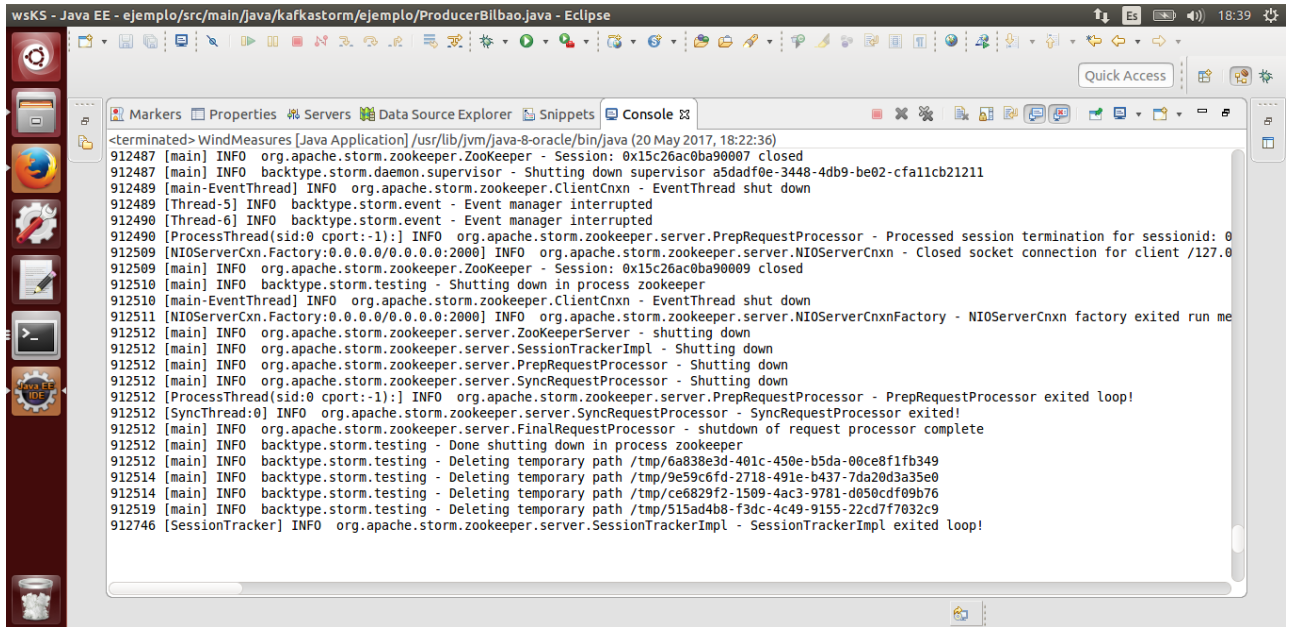 wsKS - Java EE - ejemplo/src/main/java/kafkastorm/ejemplo/ProducerBilbao.java - Eclipse
Es
18:39
Quick Access
Markers Properties Servers Data Source Explorer Snippets Console
<terminated> WindMeasures [Java Application] /usr/lib/jvm/java-8-oracle/bin/java (20 May 2017, 18:22:36)
912487 [main] INFO org.apache.storm.zookeeper.ZooKeeper - Session: 0x15c26ac0ba90007 closed
912487 [main] INFO backtype.storm.daemon.supervisor - Shutting down supervisor a5dadf0e-3448-4db9-be02-cfa11cb21211
912489 [main-EventThread] INFO org.apache.storm.zookeeper.ClientCnxn - EventThread shut down
912489 [Thread-5] INFO backtype.storm.event - Event manager interrupted
912490 [Thread-6] INFO backtype.storm.event - Event manager interrupted
912490 [ProcessThread(sid:0 cport:-1):] INFO org.apache.storm.zookeeper.server.PrepRequestProcessor - Processed session termination for sessionid: 0
912509 [NIOServerCxn.Factory:0.0.0.0/0.0.0.0:2000] INFO org.apache.storm.zookeeper.server.NIOServerCnxn - Closed socket connection for client /127.0
912509 [main] INFO org.apache.storm.zookeeper.ZooKeeper - Session: 0x15c26ac0ba90009 closed
912510 [main] INFO backtype.storm.testing - Shutting down in process zookeeper
912510 [main-EventThread] INFO org.apache.storm.zookeeper.ClientCnxn - EventThread shut down
912511 [NIOServerCxn.Factory:0.0.0.0/0.0.0.0:2000] INFO org.apache.storm.zookeeper.server.NIOServerCnxnFactory - NIOServerCnxn factory exited run me
912512 [main] INFO org.apache.storm.zookeeper.server.ZooKeeperServer - shutting down
912512 [main] INFO org.apache.storm.zookeeper.server.SessionTrackerImpl - Shutting down
912512 [main] INFO org.apache.storm.zookeeper.server.PrepRequestProcessor - Shutting down
912512 [main] INFO org.apache.storm.zookeeper.server.SyncRequestProcessor - Shutting down
912512 [ProcessThread(sid:0 cport:-1):] INFO org.apache.storm.zookeeper.server.PrepRequestProcessor - PrepRequestProcessor exited loop!
912512 [SyncThread:0] INFO org.apache.storm.zookeeper.server.SyncRequestProcessor - SyncRequestProcessor exited!
912512 [main] INFO org.apache.storm.zookeeper.server.FinalRequestProcessor - shutdown of request processor complete
912512 [main] INFO backtype.storm.testing - Done shutting down in process zookeeper
912512 [main] INFO backtype.storm.testing - Deleting temporary path /tmp/6a838e3d-401c-450e-b5da-00ce8f1fb349
912514 [main] INFO backtype.storm.testing - Deleting temporary path /tmp/9e59c6fd-2718-491e-b437-7da20d3a35e0
912514 [main] INFO backtype.storm.testing - Deleting temporary path /tmp/ce6829f2-1509-4ac3-9781-d050cdf09b76
912519 [main] INFO backtype.storm.testing - Deleting temporary path /tmp/515ad4b8-f3dc-4c49-9155-22cd7f7032c9
912746 [SessionTracker] INFO org.apache.storm.zookeeper.server.SessionTrackerImpl - SessionTrackerImpl exited loop!
Java EE
IDE